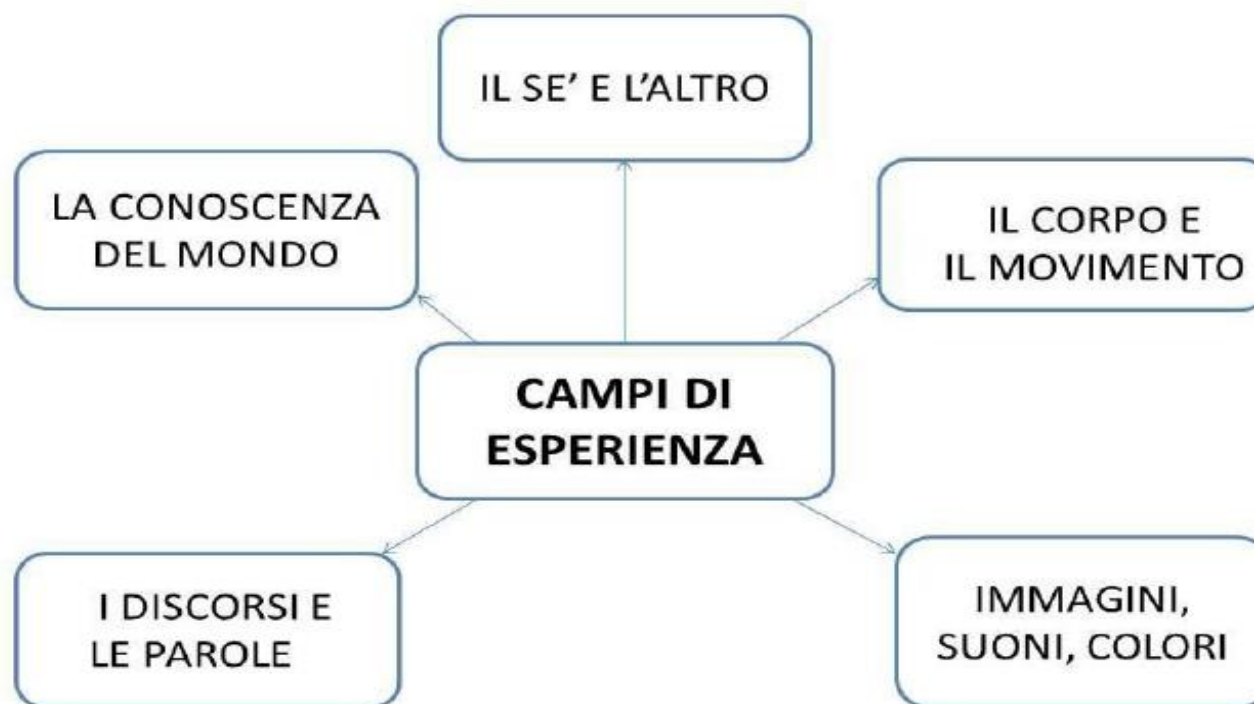 IL SE' E L'ALTRO
LA CONOSCENZA
DEL MONDO
IL CORPO E
IL MOVIMENTO
CAMPI DI
ESPERIENZA
I DISCORSI E
LE PAROLE
IMMAGINI,
SUONI, COLORI